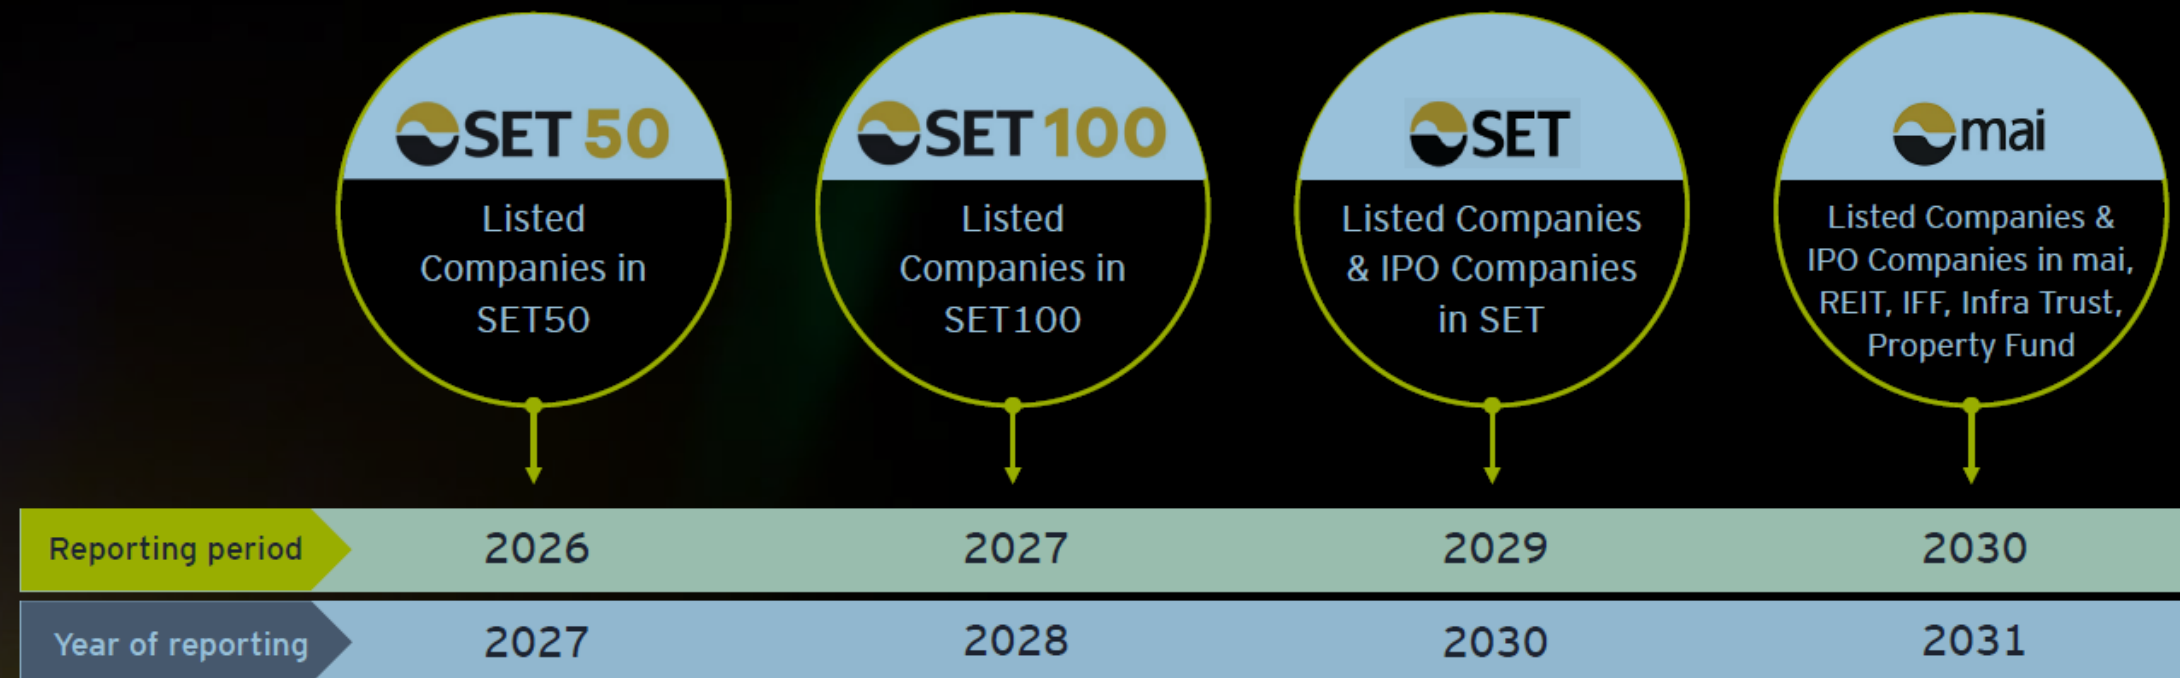 SET 50
Listed
Companies in
SET50
SET 100
Listed
Companies in
SET100
SET
Listed Companies
& IPO Companies
in SET
mai
Listed Companies &
IPO Companies in mai,
REIT, IFF, Infra Trust,
Property Fund
Reporting period 2026 2027 2029 2030
Year of reporting 2027 2028 2030 2031